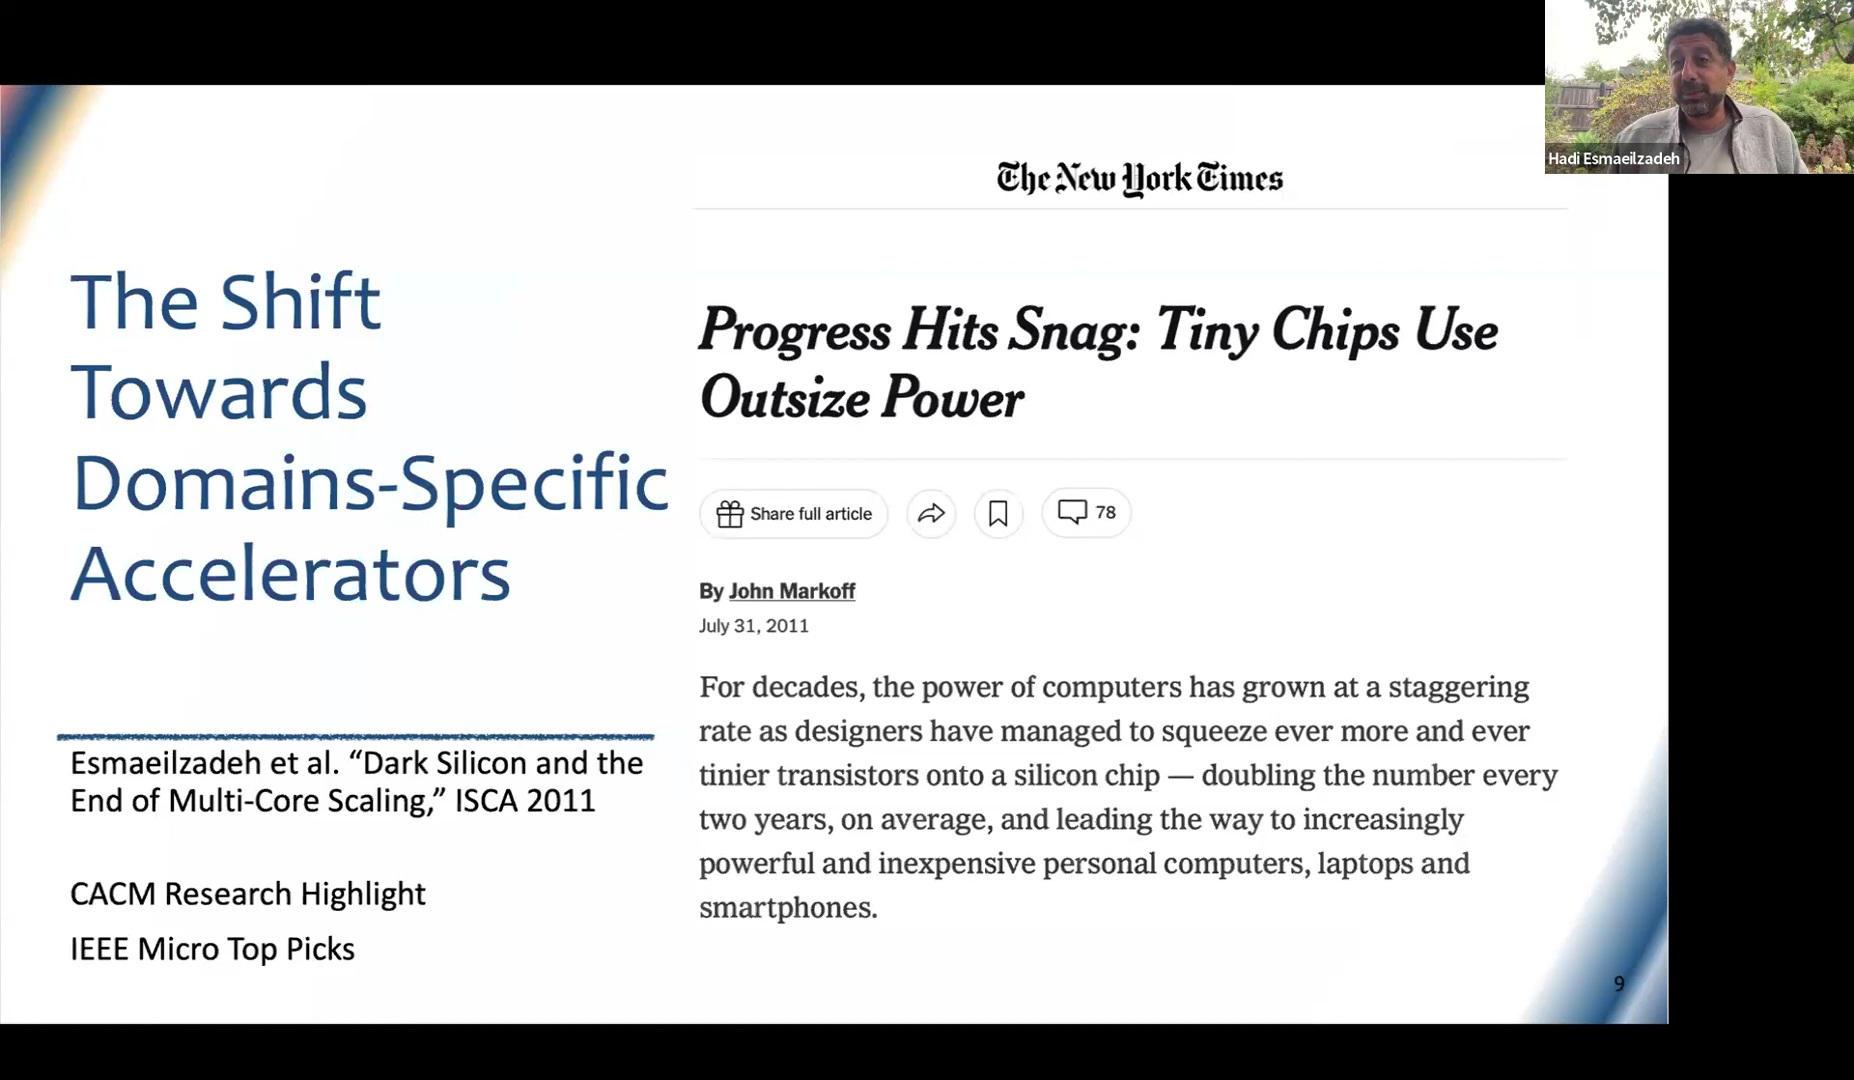 Hadi Esmaeilzadeh
The Shift
Towards
Domains-Specific
Accelerators
Esmaeilzadeh et al. “Dark Silicon and the
End of Multi-Core Scaling,” ISCA 2011
CACM Research Highlight
IEEE Micro Top Picks
The New York Times
Progress Hits Snag: Tiny Chips Use
Outsize Power
Share full article
78
By John Markoff
July 31, 2011
For decades, the power of computers has grown at a staggering
rate as designers have managed to squeeze ever more and ever
tinier transistors onto a silicon chip — doubling the number every
two years, on average, and leading the way to increasingly
powerful and inexpensive personal computers, laptops and
smartphones.
9